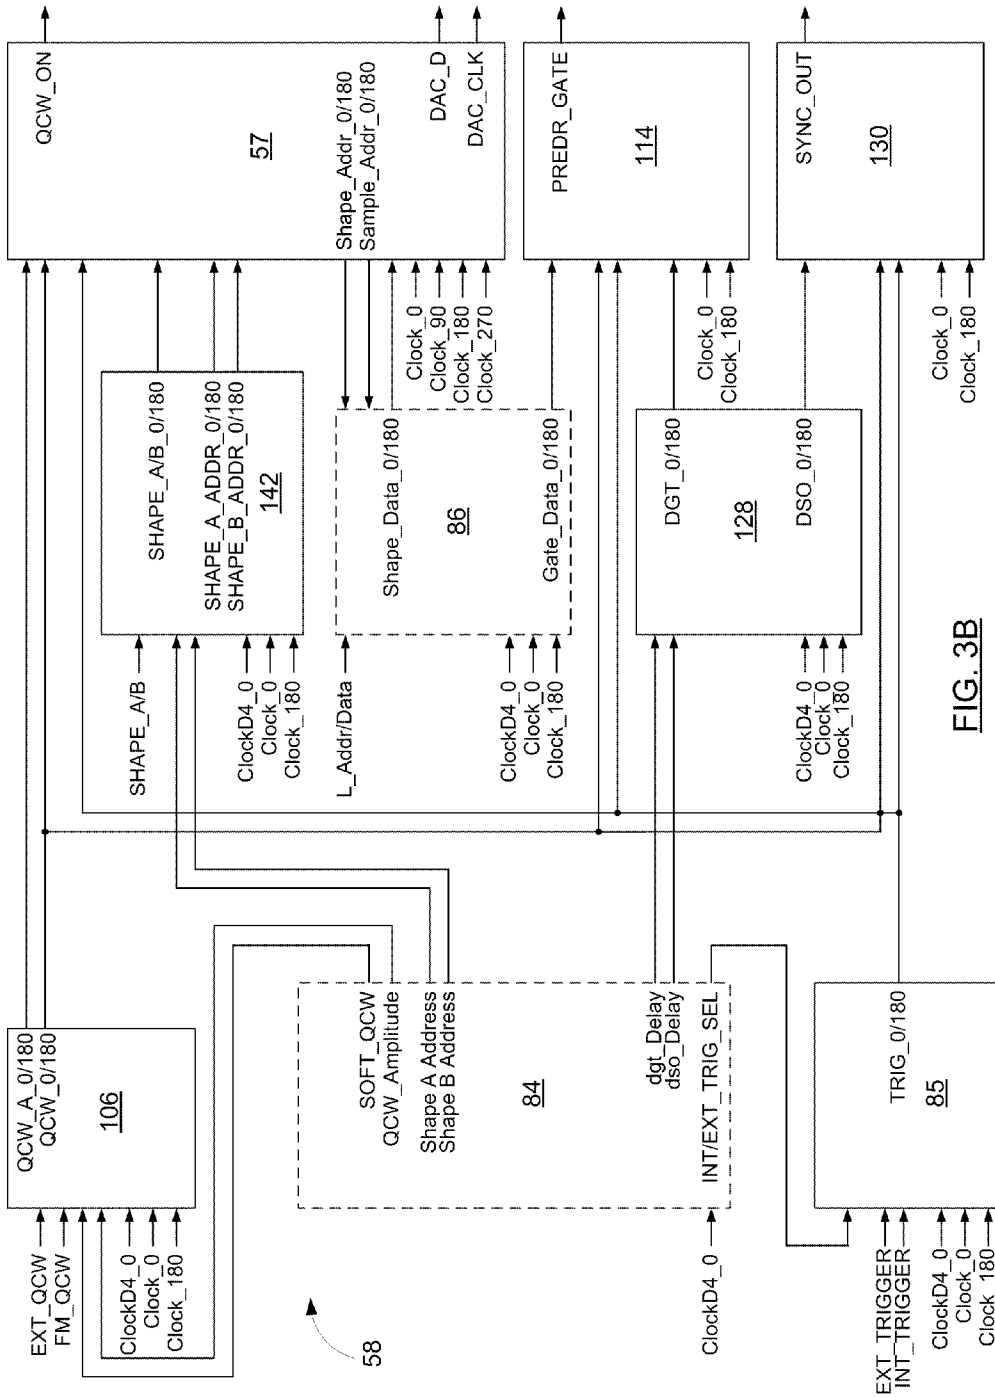 EXT_QCW
FM_QCW
ClockD4_0
Clock_0
Clock_180
QCW_A_0/180
QCW_0/180
106
58
ClockD4_0
SOFT_QCW
QCW_Amplitude
Shape A Address
Shape B Address
84
dgt_Delay
dso_Delay
INT/EXT_TRIG_SEL
EXT_TRIGGER
INT_TRIGGER
ClockD4_0
Clock_0
Clock_180
TRIG_0/180
85
SHAPE_A/B
ClockD4_0
Clock_0
Clock_180
SHAPE_A/B_0/180
SHAPE_A_ADDR_0/180
SHAPE_B_ADDR_0/180
142
L_Addr/Data
ClockD4_0
Clock_0
Clock_180
Shape_Data_0/180
86
Gate_Data_0/180
ClockD4_0
Clock_0
Clock_180
DGT_0/180
128
DSO_0/180
QCW_ON
57
Shape_Addr_0/180
Sample_Addr_0/180
DAC_D
DAC_CLK
Clock_0
Clock_90
Clock_180
Clock_270
PREDR_GATE
114
Clock_0
Clock_180
SYNC_OUT
130
Clock_0
Clock_180
FIG. 3B